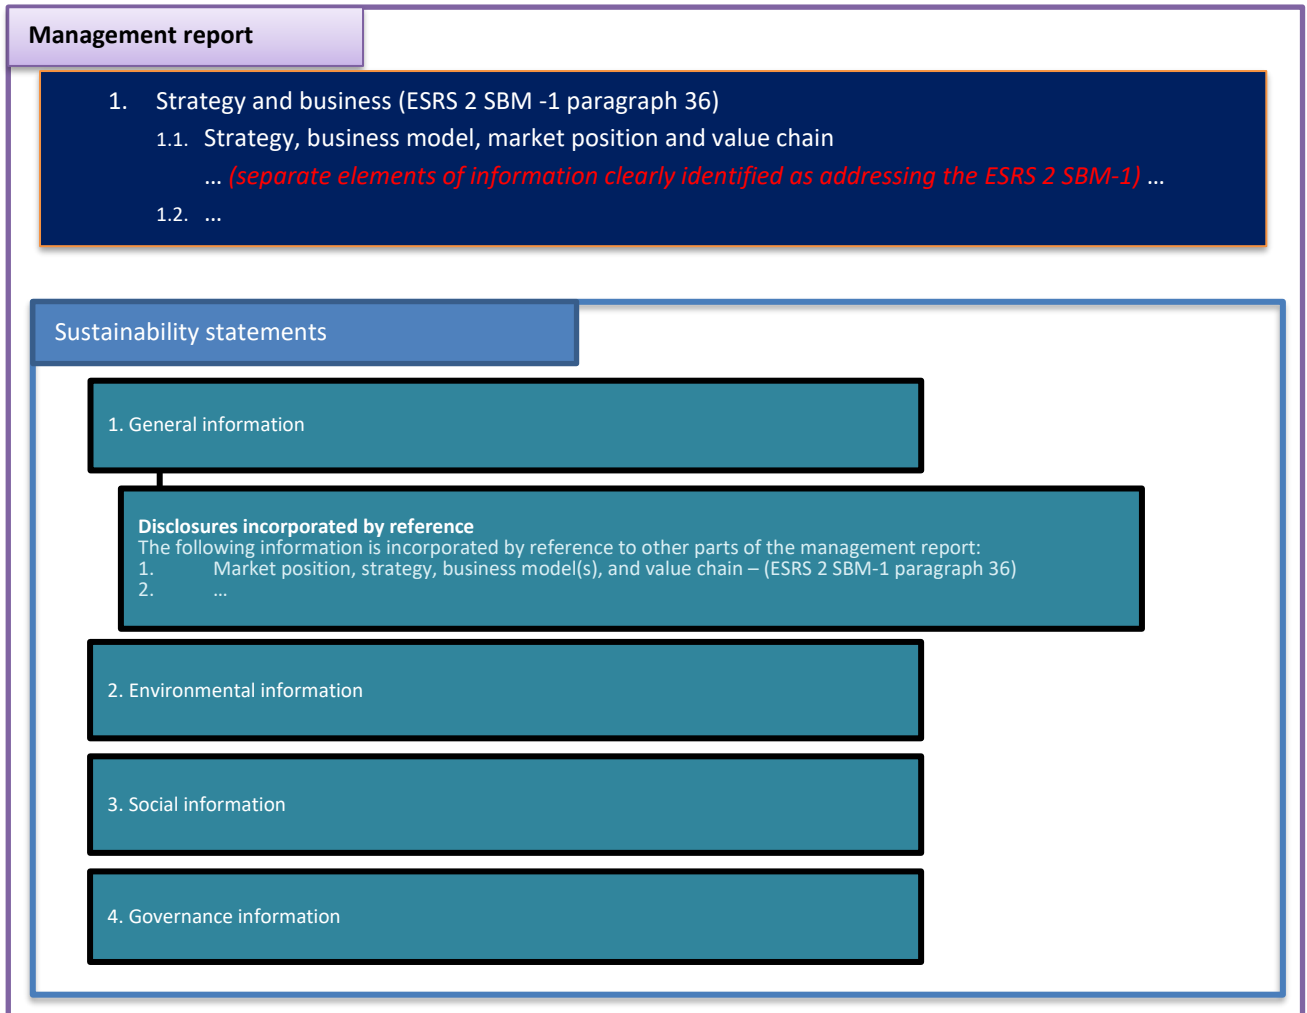 Management report
1. Strategy and business (ESRS 2 SBM -1 paragraph 36)
1.1. Strategy, business model, market position and value chain
... (separate elements of information clearly identified as addressing the ESRS 2 SBM-1) ...
1.2. ...
Sustainability statements
1. General information
Disclosures incorporated by reference
The following information is incorporated by reference to other parts of the management report:
1. Market position, strategy, business model(s), and value chain – (ESRS 2 SBM-1 paragraph 36)
2. ...
2. Environmental information
3. Social information
4. Governance information